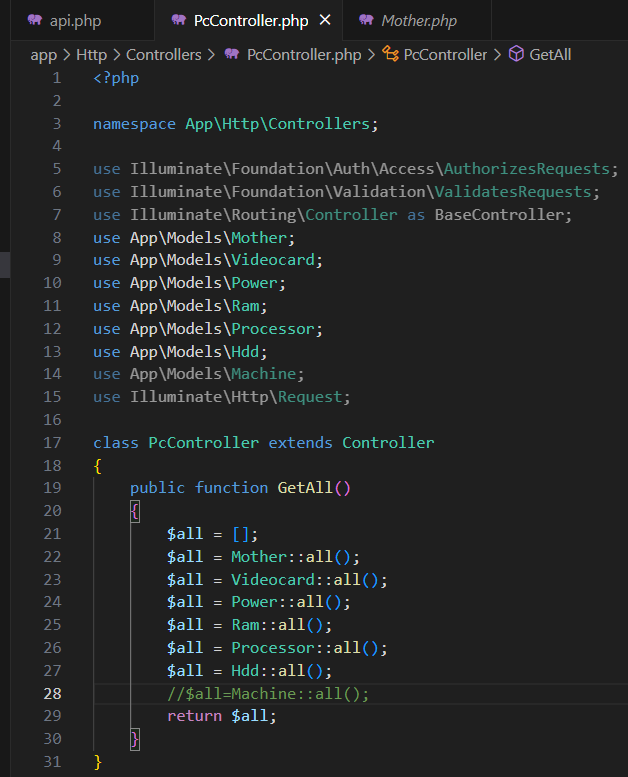 api.php PcController.php × Mother.php
app > Http > Controllers > PcController.php > PcController > GetAll
1 <?php
2
3 namespace App\Http\Controllers;
4
5 use Illuminate\Foundation\Auth\Access\AuthorizesRequests;
6 use Illuminate\Foundation\Validation\ValidatesRequests;
7 use Illuminate\Routing\Controller as BaseController;
8 use App\Models\Mother;
9 use App\Models\Videocard;
10 use App\Models\Power;
11 use App\Models\Ram;
12 use App\Models\Processor;
13 use App\Models\Hdd;
14 use App\Models\Machine;
15 use Illuminate\Http\Request;
16
17 class PcController extends Controller
18 {
19     public function GetAll()
20     {
21         $all = [];
22         $all = Mother::all();
23         $all = Videocard::all();
24         $all = Power::all();
25         $all = Ram::all();
26         $all = Processor::all();
27         $all = Hdd::all();
28         //$all=Machine::all();
29         return $all;
30     }
31 }